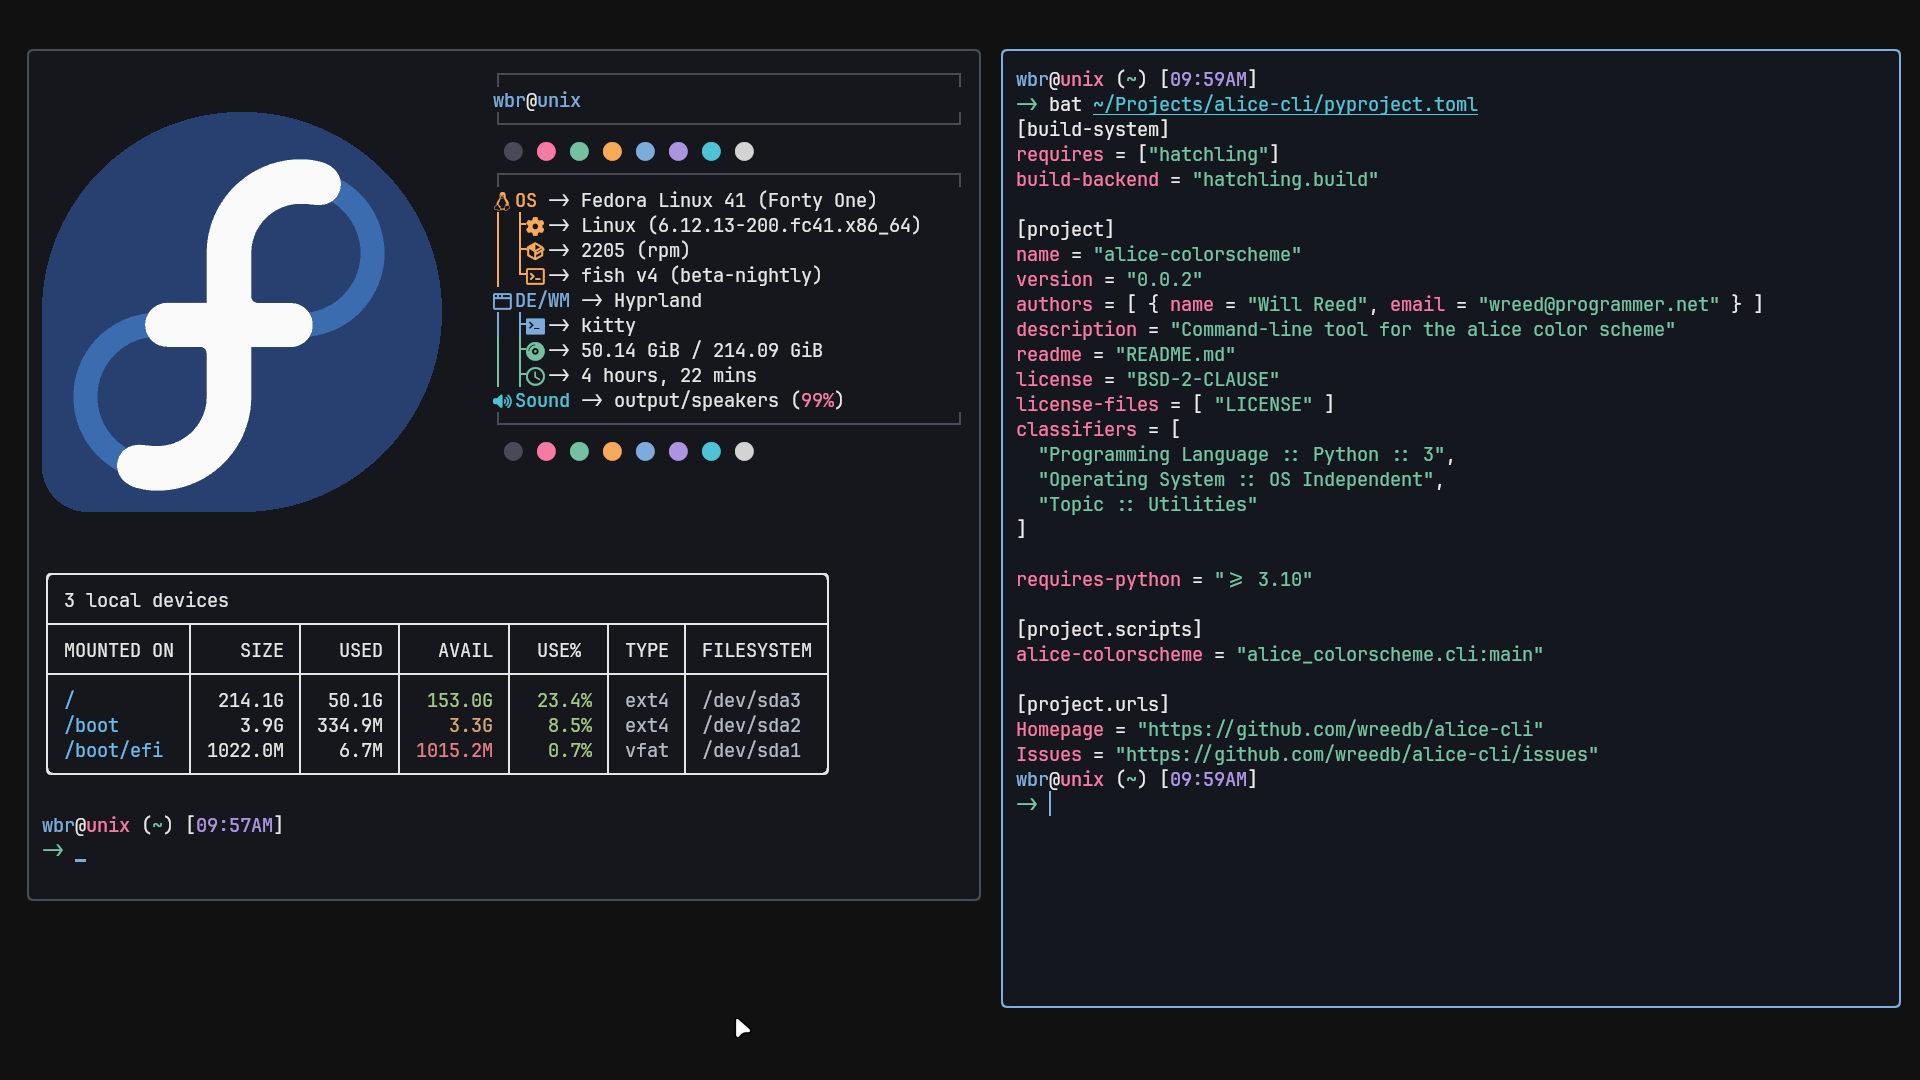 wbr@unix
OS → Fedora Linux 41 (Forty One)
→ Linux (6.12.13-200.fc41.x86_64)
→ 2205 (rpm)
→ fish v4 (beta-nightly)
DE/WM → Hyprland
→ kitty
→ 50.14 GiB / 214.09 GiB
→ 4 hours, 22 mins
Sound → output/speakers (99%)
3 local devices
MOUNTED ON SIZE USED AVAIL USE% TYPE FILESYSTEM
/ 214.1G 50.1G 153.0G 23.4% ext4 /dev/sda3
/boot 3.9G 334.9M 3.3G 8.5% ext4 /dev/sda2
/boot/efi 1022.0M 6.7M 1015.2M 0.7% vfat /dev/sda1
wbr@unix (~) [09:57AM]
→ _
wbr@unix (~) [09:59AM]
→ bat ~/Projects/alice-cli/pyproject.toml
[build-system]
requires = ["hatchling"]
build-backend = "hatchling.build"
[project]
name = "alice-colorscheme"
version = "0.0.2"
authors = [ { name = "Will Reed", email = "wreed@programmer.net" } ]
description = "Command-line tool for the alice color scheme"
readme = "README.md"
license = "BSD-2-CLAUSE"
license-files = [ "LICENSE" ]
classifiers = [
"Programming Language :: Python :: 3",
"Operating System :: OS Independent",
"Topic :: Utilities"
]
requires-python = ">= 3.10"
[project.scripts]
alice-colorscheme = "alice_colorscheme.cli:main"
[project.urls]
Homepage = "https://github.com/wreedb/alice-cli"
Issues = "https://github.com/wreedb/alice-cli/issues"
wbr@unix (~) [09:59AM]
→